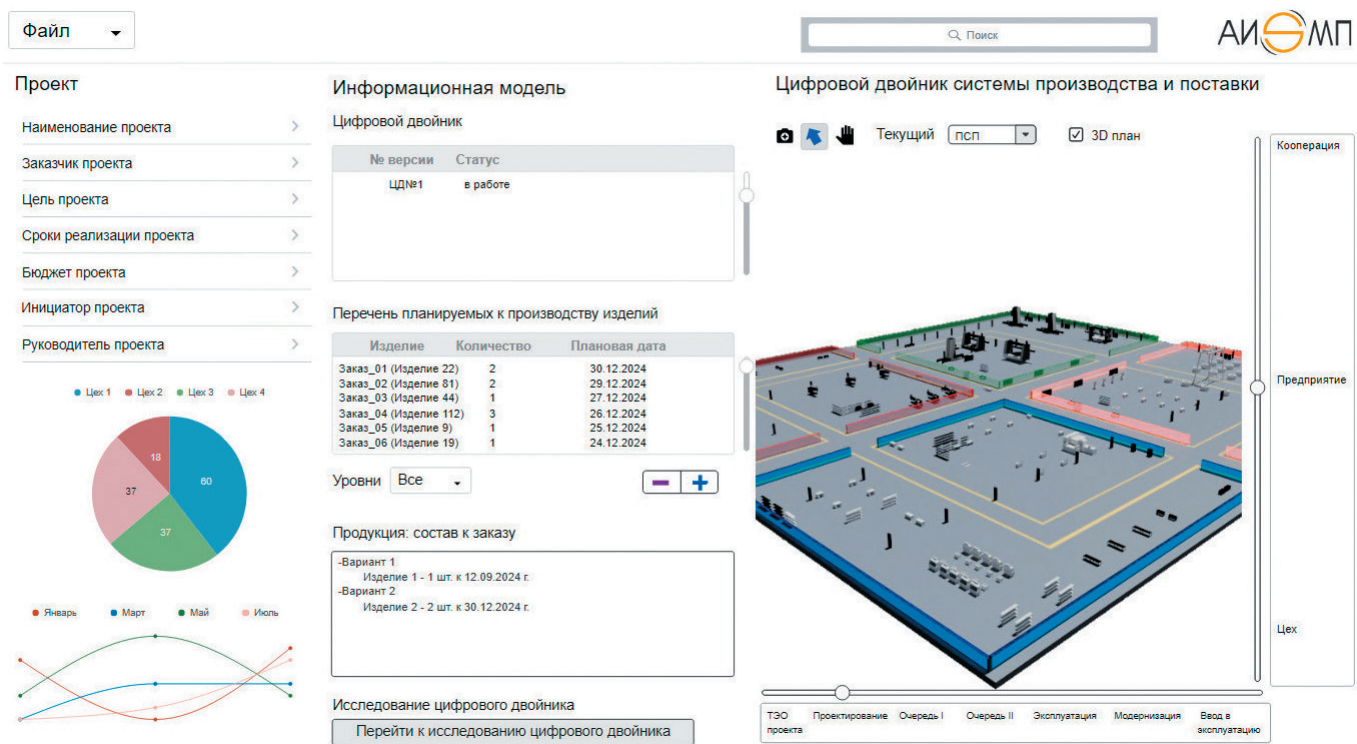 Файл
Поиск
АИЭМП
Проект
Наименование проекта
Заказчик проекта
Цель проекта
Сроки реализации проекта
Бюджет проекта
Инициатор проекта
Руководитель проекта
Цех 1 Цех 2 Цех 3 Цех 4
18
60
37
37
Январь Март Май Июль
Информационная модель
Цифровой двойник
№ версии Статус
ЦД№1 в работе
Перечень планируемых к производству изделий
Изделие Количество Плановая дата
Заказ_01 (Изделие 22) 2 30.12.2024
Заказ_02 (Изделие 81) 2 29.12.2024
Заказ_03 (Изделие 44) 1 27.12.2024
Заказ_04 (Изделие 112) 3 26.12.2024
Заказ_05 (Изделие 9) 1 25.12.2024
Заказ_06 (Изделие 19) 1 24.12.2024
Уровни Все
Продукция: состав к заказу
-Вариант 1
Изделие 1 - 1 шт. к 12.09.2024 г.
-Вариант 2
Изделие 2 - 2 шт. к 30.12.2024 г.
Исследование цифрового двойника
Перейти к исследованию цифрового двойника
Цифровой двойник системы производства и поставки
Текущий псп 3D план
Кооперация
Предприятие
Цех
ТЭО Проектирование Очередь I Очередь II Эксплуатация Модернизация Ввод в
проекта эксплуатацию